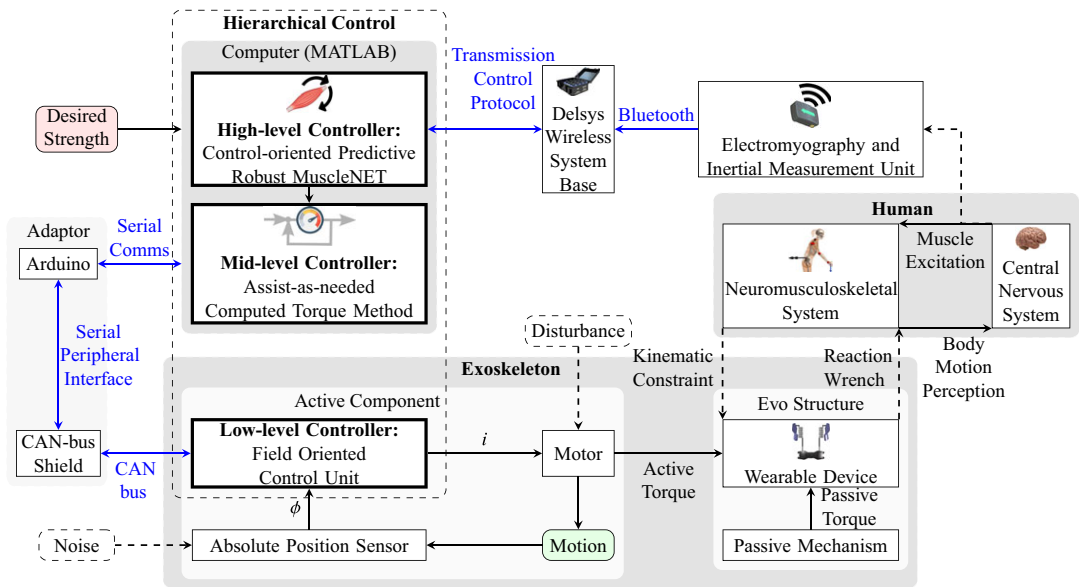 Hierarchical Control
Computer (MATLAB)
High-level Controller:
Control-oriented Predictive
Robust MuscleNET
Mid-level Controller:
Assist-as-needed
Computed Torque Method
Desired
Strength
Transmission
Control
Protocol
Delsys
Wireless
System
Base
Bluetooth
Electromyography and
Inertial Measurement Unit
Human
Neuromusculoskeletal
System
Muscle
Excitation
Central
Nervous
System
Body
Motion
Perception
Adaptor
Arduino
Serial
Comms
Serial
Peripheral
Interface
CAN-bus
Shield
CAN
bus
Disturbance
Kinematic
Constraint
Reaction
Wrench
Exoskeleton
Active Component
Low-level Controller:
Field Oriented
Control Unit
i
Motor
Active
Torque
Evo Structure
Wearable Device
Passive
Torque
Passive Mechanism
ϕ
Noise
Absolute Position Sensor
Motion